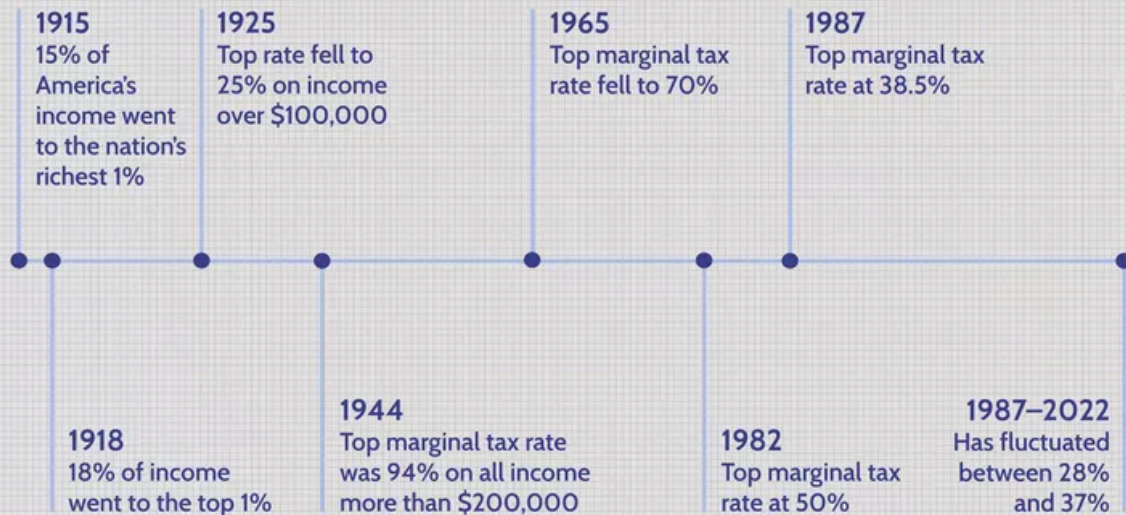 1915
15% of
America's
income went
to the nation's
richest 1%
1925
Top rate fell to
25% on income
over $100,000
1965
Top marginal tax
rate fell to 70%
1987
Top marginal tax
rate at 38.5%
1918
18% of income
went to the top 1%
1944
Top marginal tax rate
was 94% on all income
more than $200,000
1982
Top marginal tax
rate at 50%
1987–2022
Has fluctuated
between 28%
and 37%